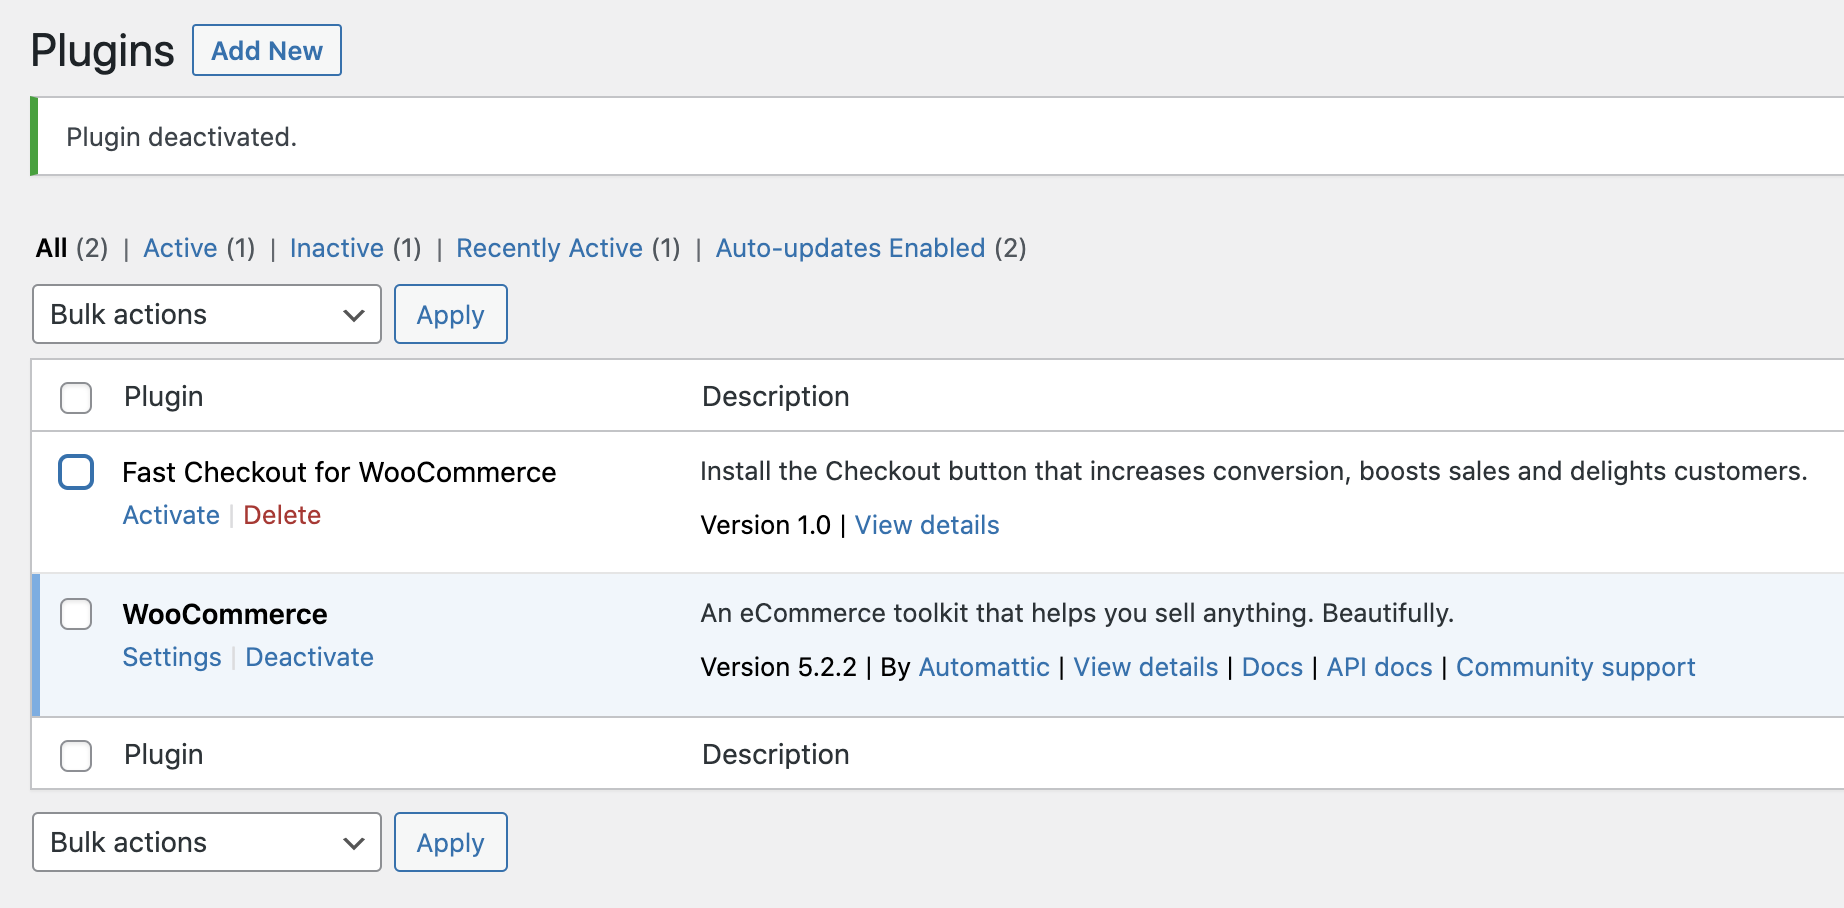 Plugins Add New
Plugin deactivated.
All (2) | Active (1) | Inactive (1) | Recently Active (1) | Auto-updates Enabled (2)
Bulk actions Apply
Plugin Description
Fast Checkout for WooCommerce Install the Checkout button that increases conversion, boosts sales and delights customers.
Activate | Delete Version 1.0 | View details
WooCommerce An eCommerce toolkit that helps you sell anything. Beautifully.
Settings | Deactivate Version 5.2.2 | By Automattic | View details | Docs | API docs | Community support
Plugin Description
Bulk actions Apply